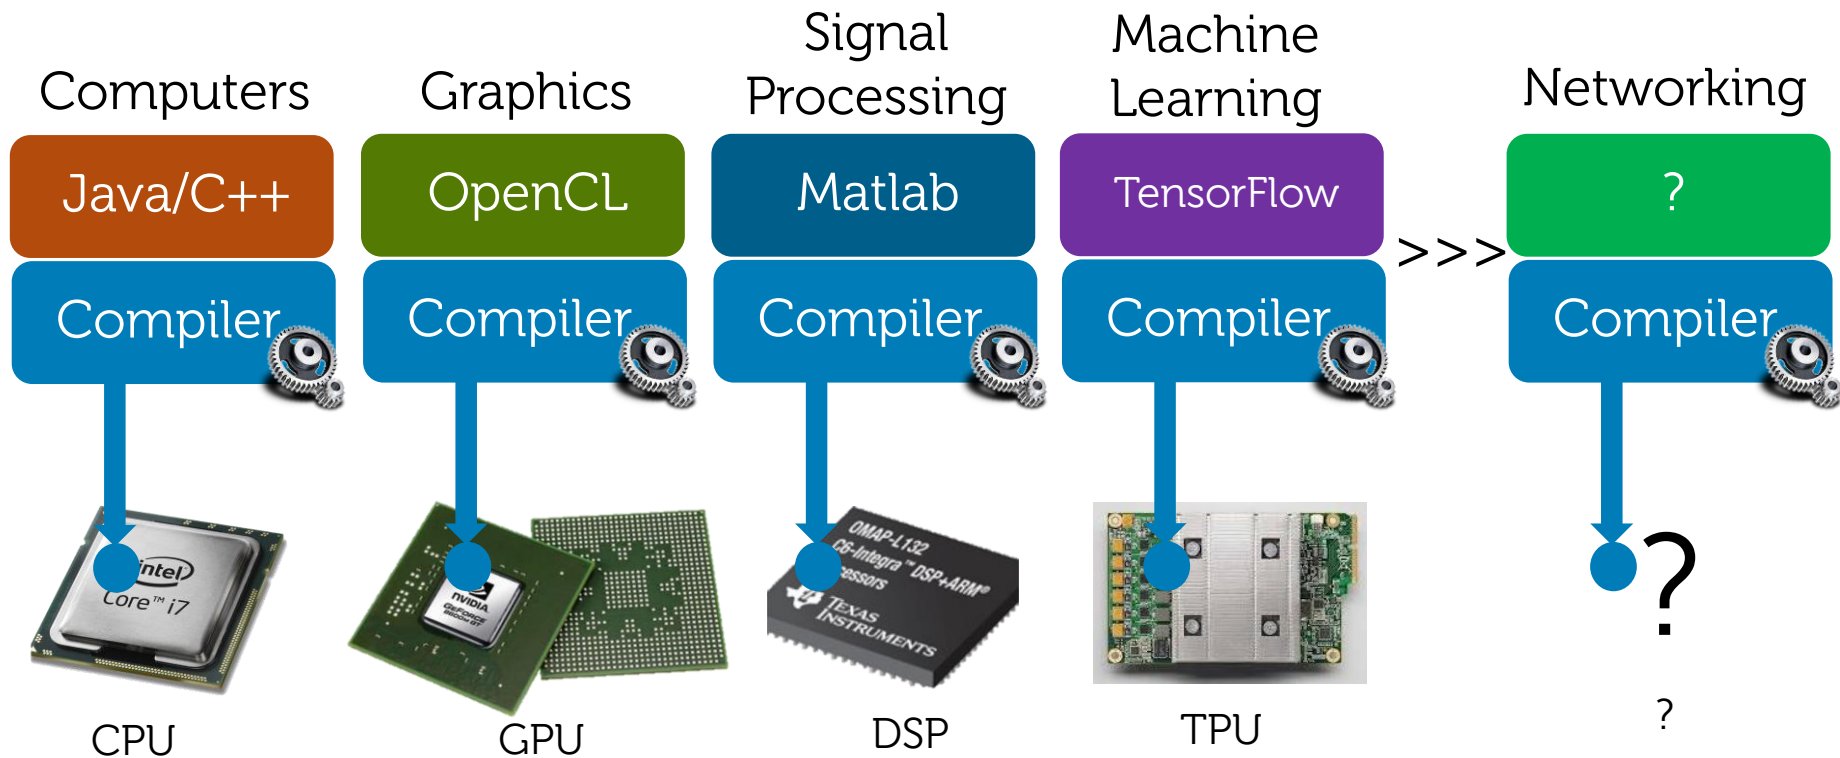 Computers
Graphics
Signal
Processing
Machine
Learning
Networking
Java/C++
OpenCL
Matlab
TensorFlow
?
>>>
Compiler
Compiler
Compiler
Compiler
Compiler
intel
Core™ i7
NVIDIA
GEFORCE
OMAP-L132
C6-Integra™ DSP+ARM®
TEXAS
INSTRUMENTS
?
CPU
GPU
DSP
TPU
?